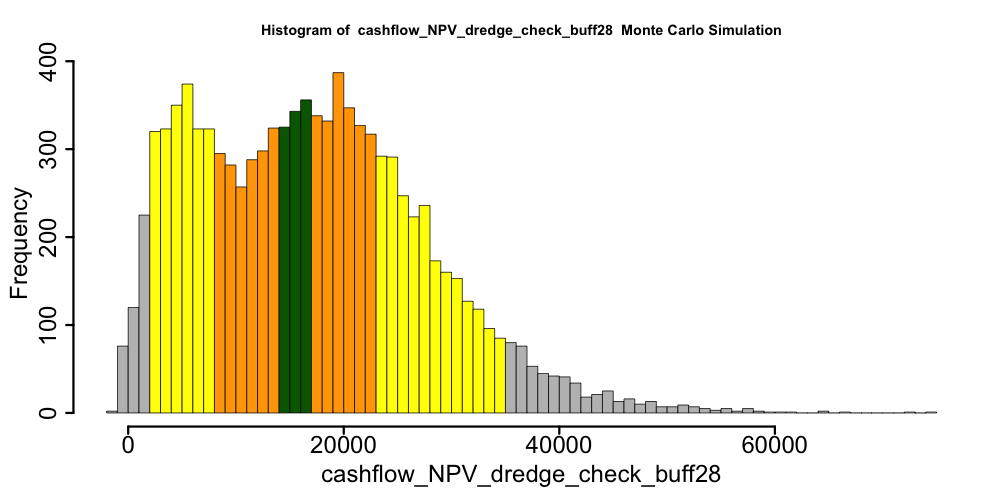 Histogram of cashflow_NPV_dredge_check_buff28 Monte Carlo Simulation
400
300
200
100
0
Frequency
0 20000 40000 60000
cashflow_NPV_dredge_check_buff28